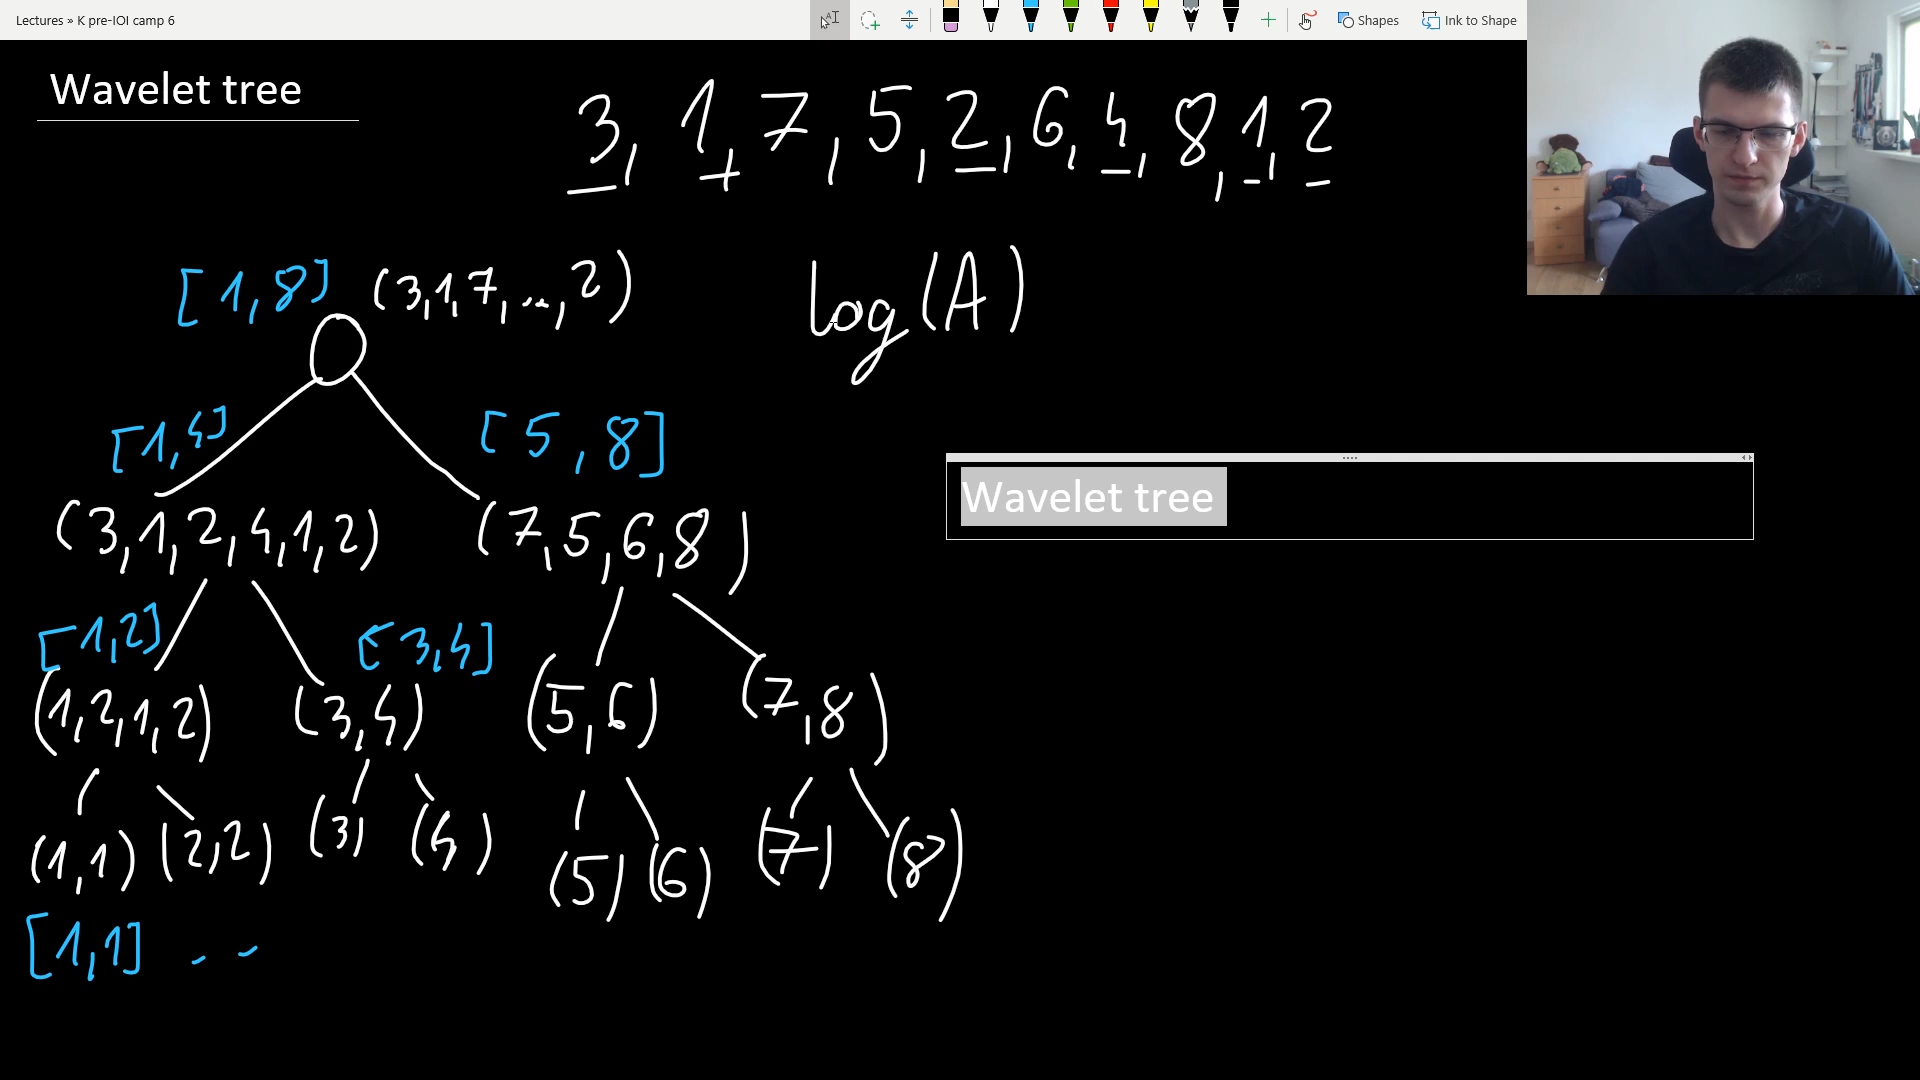 Lectures » K pre-IOI camp 6
Shapes
Ink to Shape
Wavelet tree
3, 1, 7, 5, 2, 6, 4, 8, 1, 2
[1,8] (3,1,7,...,2)
log(A)
[1,4] [5,8]
Wavelet tree
(3,1,2,4,1,2) (7,5,6,8)
[1,2] [3,4]
(1,2,1,2) (3,4) (5,6) (7,8)
(1,1) (2,2) (3) (4) (5) (6) (7) (8)
[1,1] . .